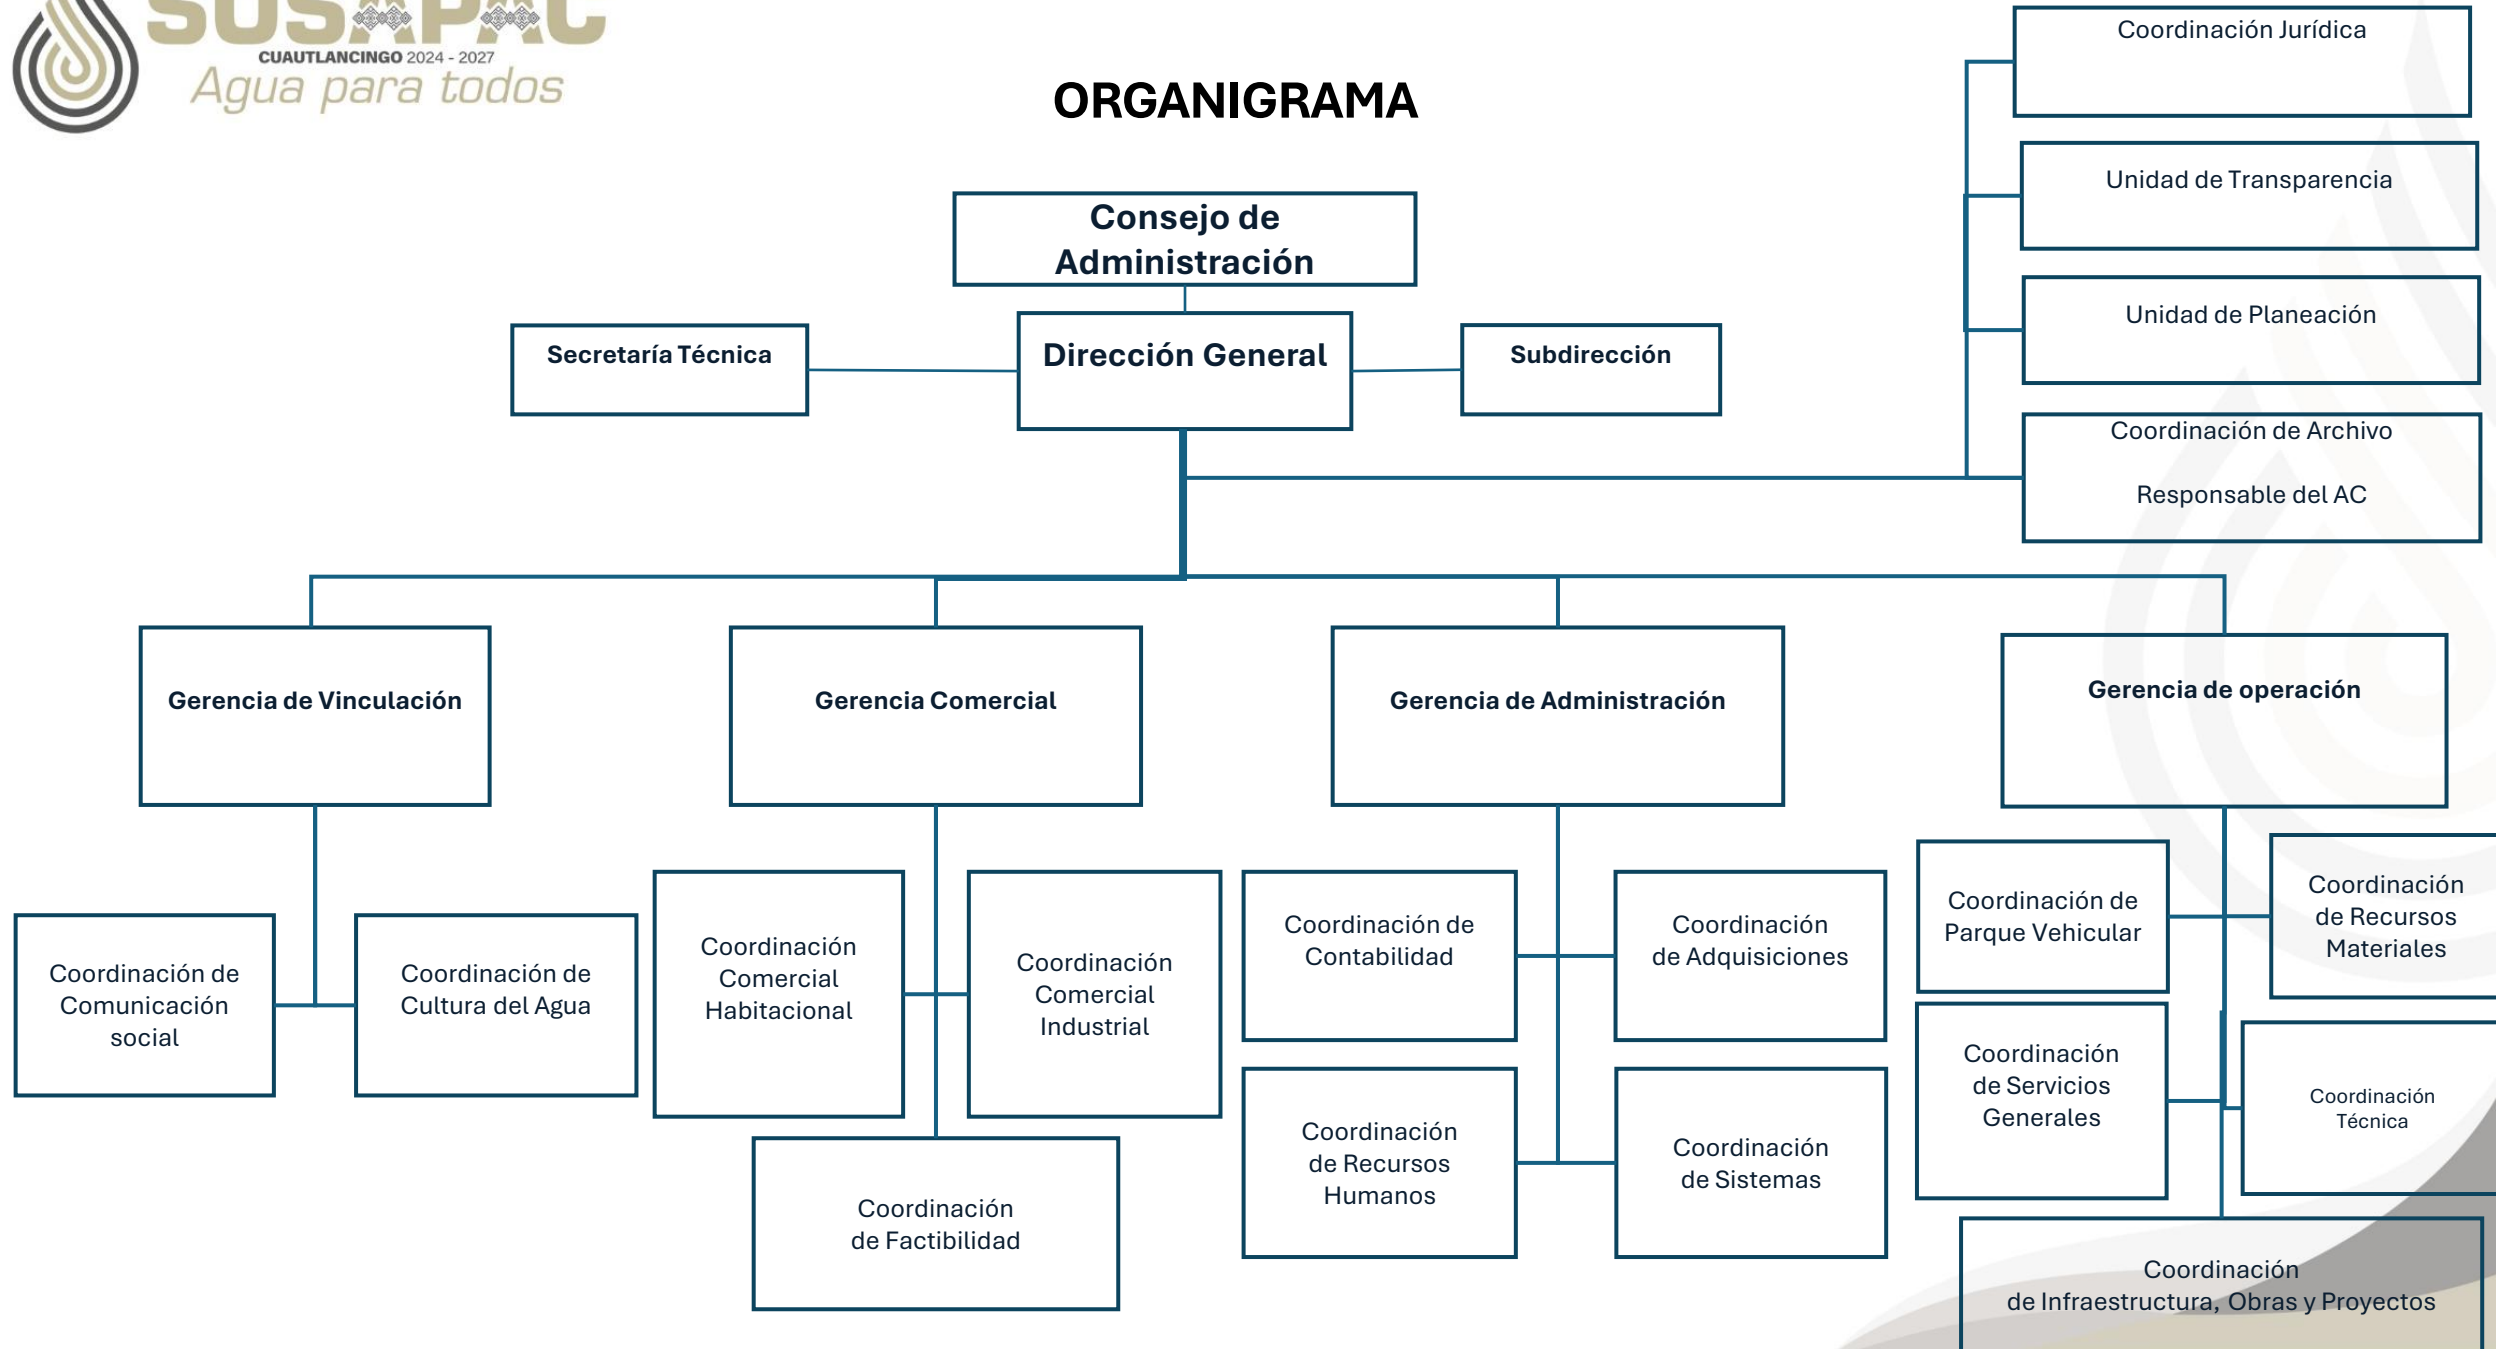 SOSAPAC
CUAUTLANCINGO 2024 - 2027
Agua para todos
ORGANIGRAMA
Coordinación Jurídica
Unidad de Transparencia
Unidad de Planeación
Coordinación de Archivo
Responsable del AC
Consejo de
Administración
Secretaría Técnica
Dirección General
Subdirección
Gerencia de Vinculación
Gerencia Comercial
Gerencia de Administración
Gerencia de operación
Coordinación de
Comunicación
social
Coordinación de
Cultura del Agua
Coordinación
Comercial
Habitacional
Coordinación
Comercial
Industrial
Coordinación
de Factibilidad
Coordinación de
Contabilidad
Coordinación
de Adquisiciones
Coordinación
de Recursos
Humanos
Coordinación
de Sistemas
Coordinación de
Parque Vehicular
Coordinación
de Recursos
Materiales
Coordinación
de Servicios
Generales
Coordinación
Técnica
Coordinación
de Infraestructura, Obras y Proyectos